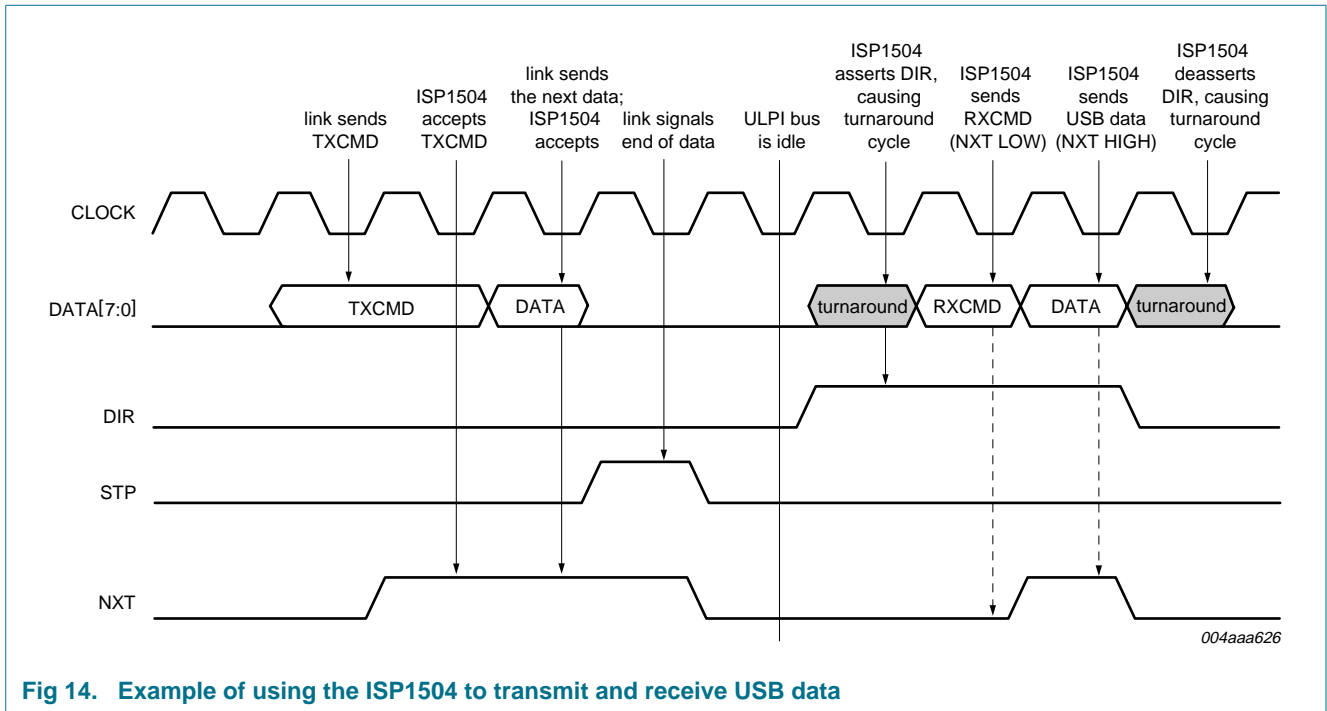 link sends
TXCMD
ISP1504
accepts
TXCMD
link sends
the next data;
ISP1504
accepts
link signals
end of data
ULPI bus
is idle
ISP1504
asserts DIR,
causing
turnaround
cycle
ISP1504
sends
RXCMD
(NXT LOW)
ISP1504
sends
USB data
(NXT HIGH)
ISP1504
deasserts
DIR, causing
turnaround
cycle
CLOCK
DATA[7:0]
TXCMD
DATA
turnaround
RXCMD
DATA
turnaround
DIR
STP
NXT
004aaa626
Fig 14. Example of using the ISP1504 to transmit and receive USB data